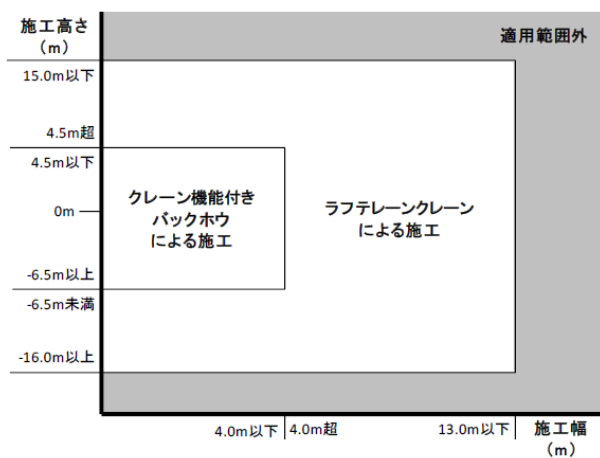 施工高さ
（m）
適用範囲外
15.0m以下
4.5m超
4.5m以下
クレーン機能付き
バックホウ
による施工
ラフテレーンクレーン
による施工
0m
-6.5m以上
-6.5m未満
-16.0m以上
4.0m以下
4.0m超
13.0m以下
施工幅
（m）